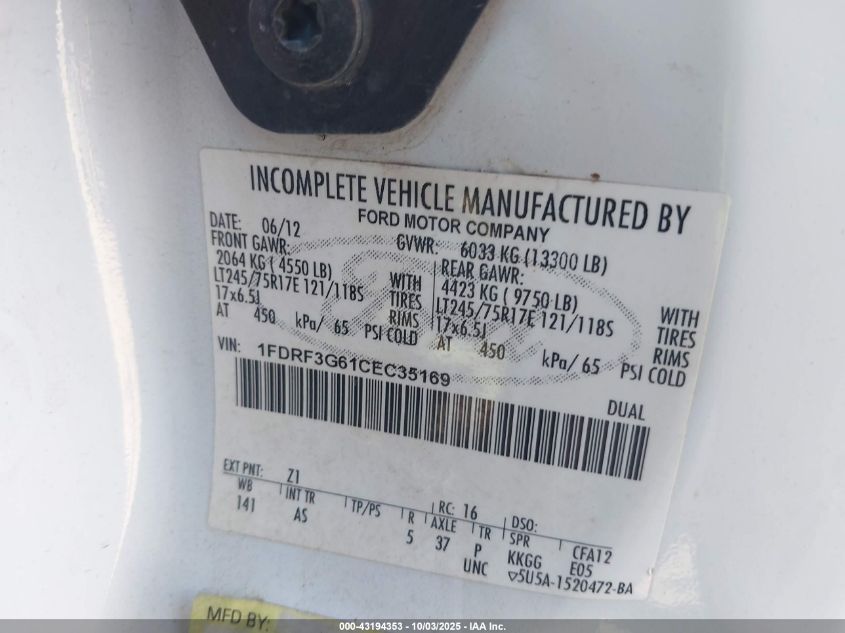 INCOMPLETE VEHICLE MANUFACTURED BY
FORD MOTOR COMPANY
DATE: 06/12 GVWR: 6033 KG (13300 LB)
FRONT GAWR: REAR GAWR:
2064 KG (4550 LB) WITH 4423 KG (9750 LB) WITH
LT245/75R17E 121/118S TIRES LT245/75R17E 121/118S TIRES
17x6.5J RIMS 17x6.5J RIMS
AT 450 kPa/ 65 PSI COLD AT 450 kPa/ 65 PSI COLD
VIN: 1FDRF3G61CEC35169
DUAL
EXT PNT: Z1 RC: 16 DSO:
WB INT TR TP/PS R AXLE TR SPR CFA12
141 AS 5 37 P KKGG E05
UNC ▽5U5A-1520472-BA
MFD BY:
000-43194353 - 10/03/2025 - IAA Inc.